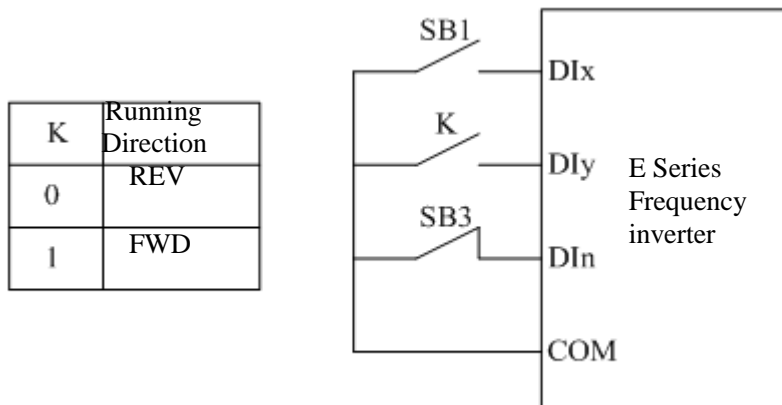 K Running
Direction
0 REV
1 FWD
SB1
DIx
K
DIy
SB3
DIn
COM
E Series
Frequency
inverter